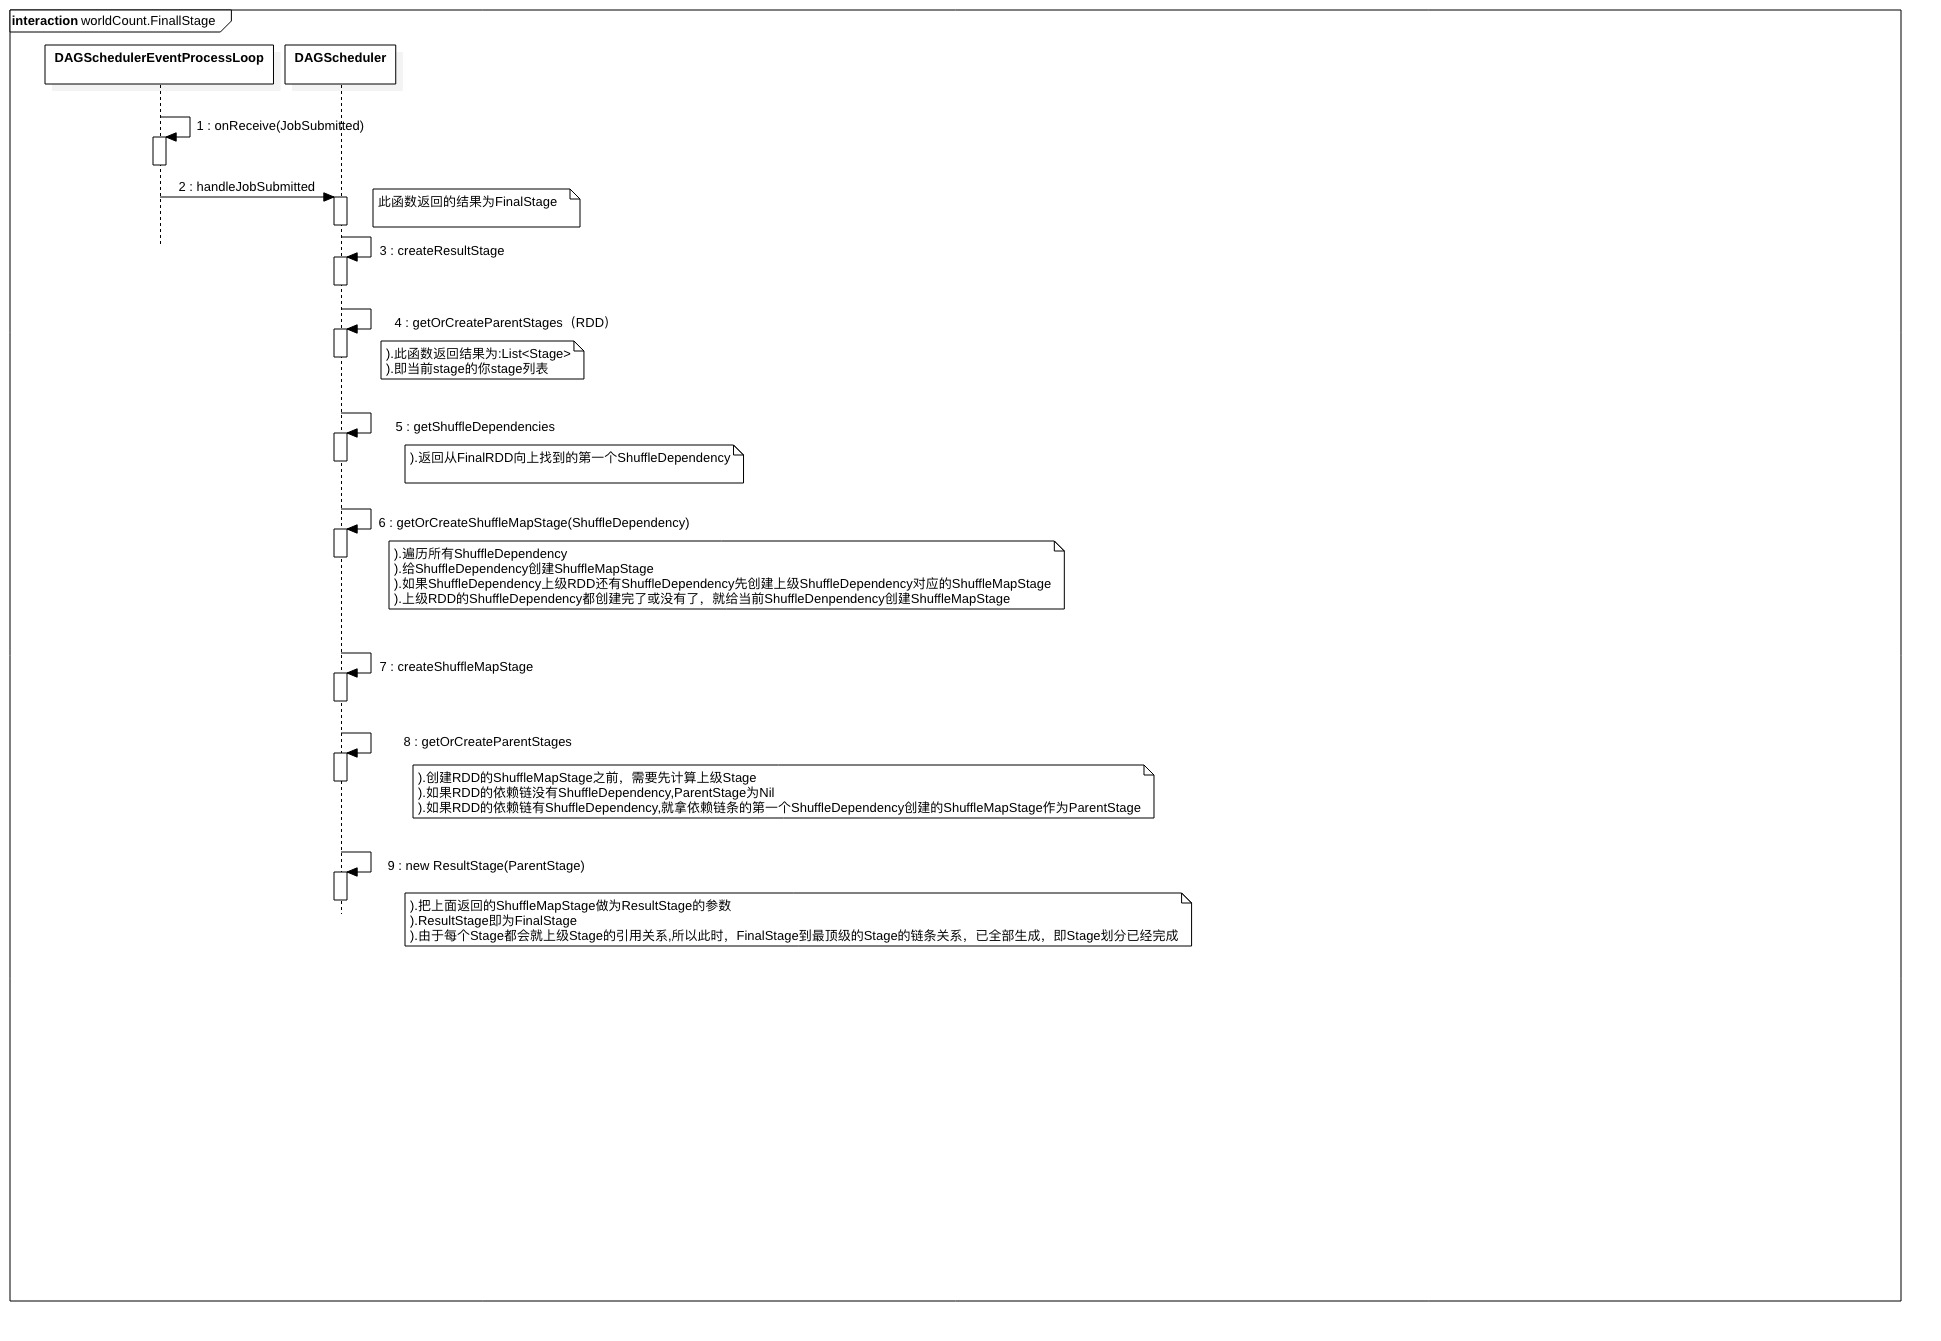 interaction worldCount.FinallStage
DAGSchedulerEventProcessLoop
DAGScheduler
1 : onReceive(JobSubmitted)
2 : handleJobSubmitted
此函数返回的结果为FinalStage
3 : createResultStage
4 : getOrCreateParentStages（RDD）
).此函数返回结果为:List<Stage>
).即当前stage的你stage列表
5 : getShuffleDependencies
).返回从FinalRDD向上找到的第一个ShuffleDependency
6 : getOrCreateShuffleMapStage(ShuffleDependency)
).遍历所有ShuffleDependency
).给ShuffleDependency创建ShuffleMapStage
).如果ShuffleDependency上级RDD还有ShuffleDependency先创建上级ShuffleDependency对应的ShuffleMapStage
).上级RDD的ShuffleDependency都创建完了或没有了，就给当前ShuffleDenpendency创建ShuffleMapStage
7 : createShuffleMapStage
8 : getOrCreateParentStages
).创建RDD的ShuffleMapStage之前，需要先计算上级Stage
).如果RDD的依赖链没有ShuffleDependency,ParentStage为Nil
).如果RDD的依赖链有ShuffleDependency,就拿依赖链条的第一个ShuffleDependency创建的ShuffleMapStage作为ParentStage
9 : new ResultStage(ParentStage)
).把上面返回的ShuffleMapStage做为ResultStage的参数
).ResultStage即为FinalStage
).由于每个Stage都会就上级Stage的引用关系,所以此时，FinalStage到最顶级的Stage的链条关系，已全部生成，即Stage划分已经完成